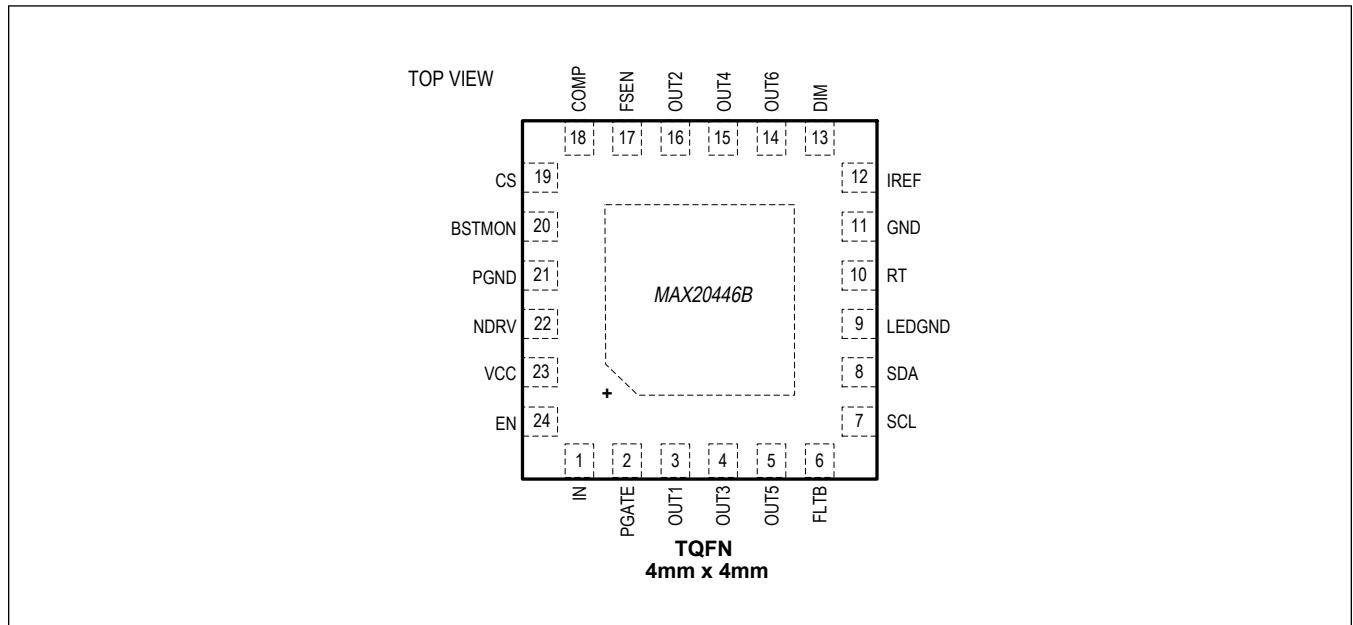 TOP VIEW
COMP
FSEN
OUT2
OUT4
OUT6
DIM
18
17
16
15
14
13
CS 19
12 IREF
BSTMON 20
11 GND
PGND 21
10 RT
MAX20446B
NDRV 22
9 LEDGND
VCC 23
8 SDA
+
EN 24
7 SCL
1
2
3
4
5
6
IN
PGATE
OUT1
OUT3
OUT5
FLTB
TQFN
4mm x 4mm